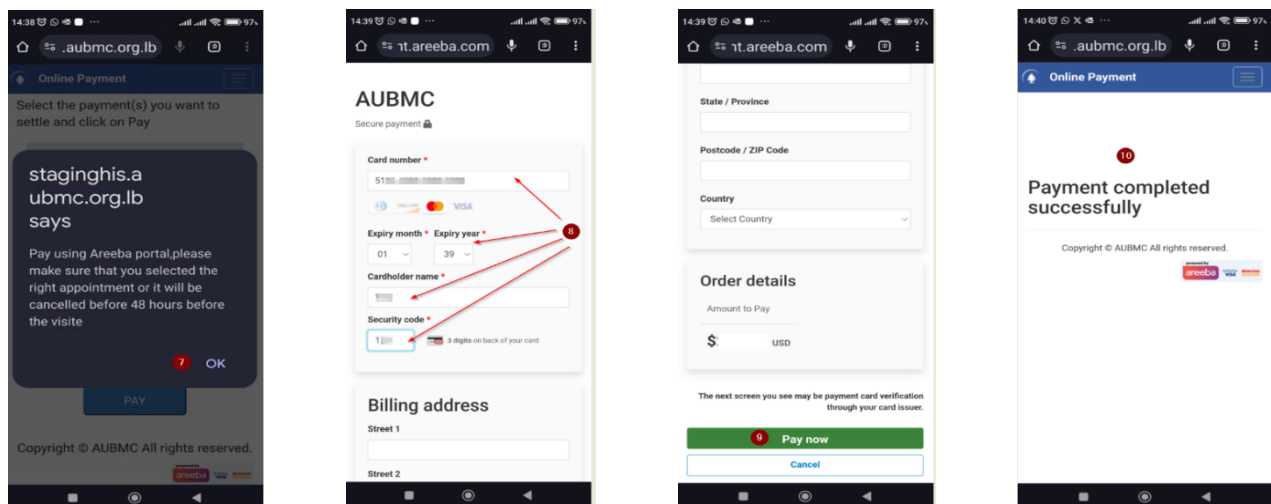 14:38
97%
.aubmc.org.lb
Online Payment
Select the payment(s) you want to
settle and click on Pay
staginghis.a
ubmc.org.lb
says
Pay using Areeba portal,please
make sure that you selected the
right appointment or it will be
cancelled before 48 hours before
the visite
7 OK
PAY
Copyright © AUBMC All rights reserved.
areeba
14:39
97%
nt.areeba.com
AUBMC
Secure payment
Card number *
51
VISA
Expiry month * Expiry year *
8
01 39
Cardholder name *
Security code *
1
3 digits on back of your card
Billing address
Street 1
Street 2
14:39
97%
nt.areeba.com
State / Province
Postcode / ZIP Code
Country
Select Country
Order details
Amount to Pay
$ USD
The next screen you see may be payment card verification
through your card issuer.
9 Pay now
Cancel
14:40
97%
.aubmc.org.lb
Online Payment
10
Payment completed
successfully
Copyright © AUBMC All rights reserved.
powered by
areeba VISA